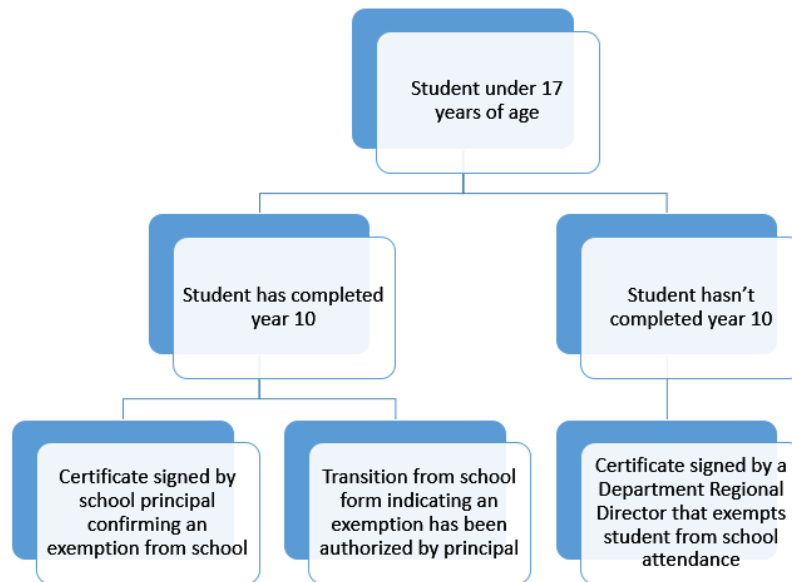 Student under 17
years of age
Student has completed
year 10
Student hasn't
completed year 10
Certificate signed by
school principal
confirming an
exemption from school
Transition from school
form indicating an
exemption has been
authorized by principal
Certificate signed by a
Department Regional
Director that exempts
student from school
attendance